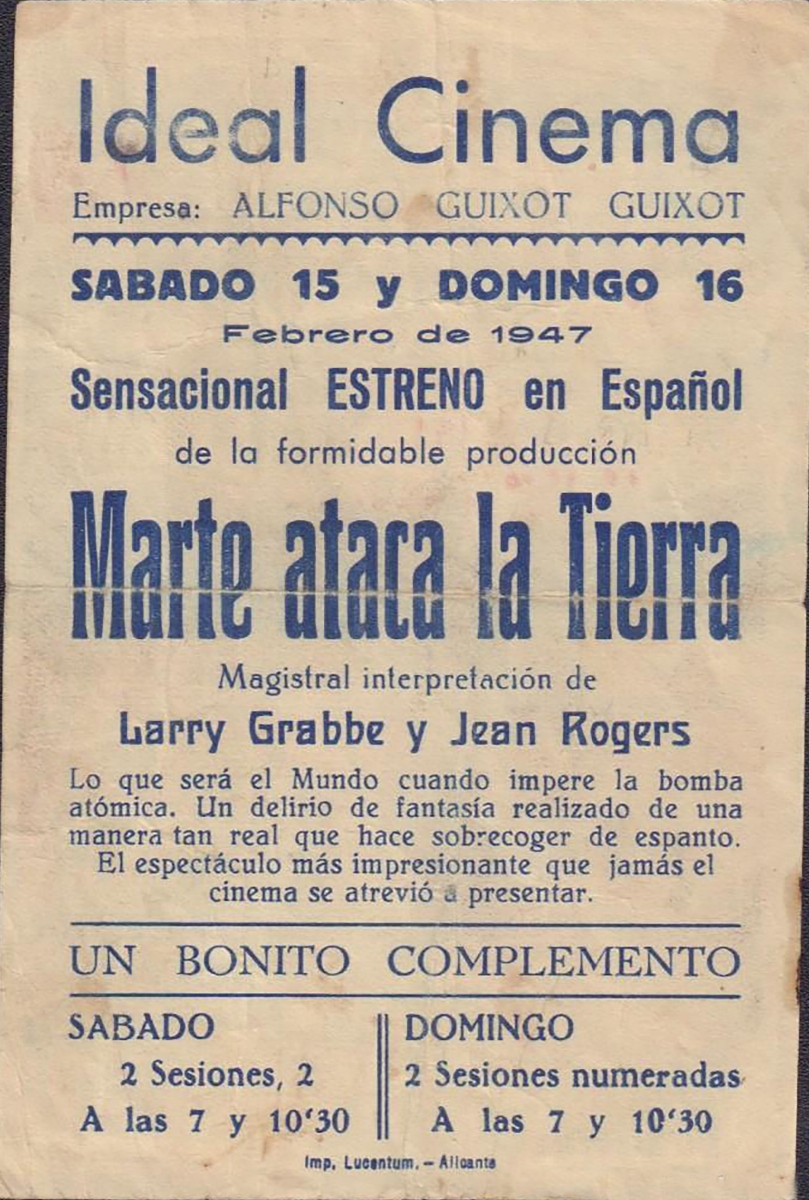 Ideal Cinema
Empresa: ALFONSO GUIXOT GUIXOT
SABADO 15 y DOMINGO 16
Febrero de 1947
Sensacional ESTRENO en Español
de la formidable producción
Marte ataca la Tierra
Magistral interpretación de
Larry Grabbe y Jean Rogers
Lo que será el Mundo cuando impere la bomba
atómica. Un delirio de fantasía realizado de una
manera tan real que hace sobrecoger de espanto.
El espectáculo más impresionante que jamás el
cinema se atrevió a presentar.
UN BONITO COMPLEMENTO
SABADO
2 Sesiones, 2
A las 7 y 10'30
DOMINGO
2 Sesiones numeradas
A las 7 y 10'30
Imp. Lucentum. - Alicante